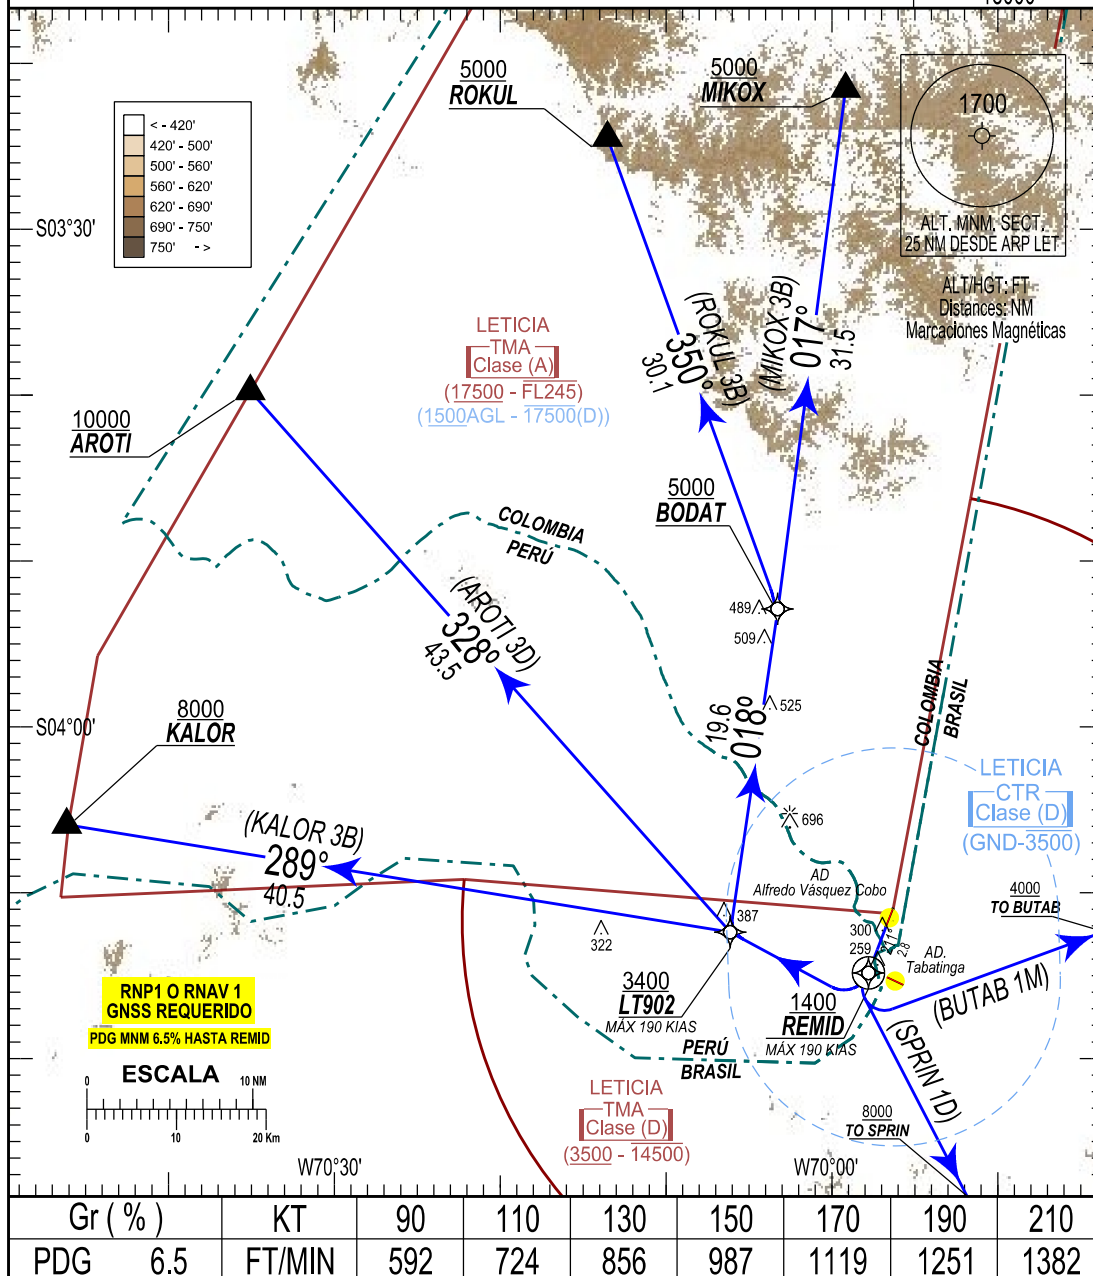 5000
ROKUL
5000
MIKOX
1700
ALT. MNM. SECT.
25 NM DESDE ARP LET
ALT/HGT: FT
Distances: NM
Marcaciones Magnéticas
< - 420'
420' - 500'
500' - 560'
560' - 620'
620' - 690'
690' - 750'
750' - >
S03°30'
LETICIA
TMA
Clase (A)
(17500 - FL245)
(1500AGL - 17500(D))
(ROKUL 3B)
350°
30.1
(MIKOX 3B)
017°
31.5
10000
AROTI
5000
BODAT
COLOMBIA
PERÚ
489
509
525
(AROTI 3D)
328°
43.5
19.6
018°
COLOMBIA
BRASIL
S04°00'
8000
KALOR
LETICIA
CTR
Clase (D)
(GND-3500)
696
(KALOR 3B)
289°
40.5
AD
Alfredo Vásquez Cobo
4000
TO BUTAB
387
322
300
259
211°
2.8
AD.
Tabatinga
3400
LT902
MÁX 190 KIAS
1400
REMID
MÁX 190 KIAS
(BUTAB 1M)
(SPRIN 1D)
RNP1 O RNAV 1
GNSS REQUERIDO
PDG MNM 6.5% HASTA REMID
ESCALA
0 10 NM
0 10 20 Km
PERÚ
BRASIL
LETICIA
TMA
Clase (D)
(3500 - 14500)
8000
TO SPRIN
W70°30'
W70°00'
Gr ( % ) KT 90 110 130 150 170 190 210
PDG 6.5 FT/MIN 592 724 856 987 1119 1251 1382